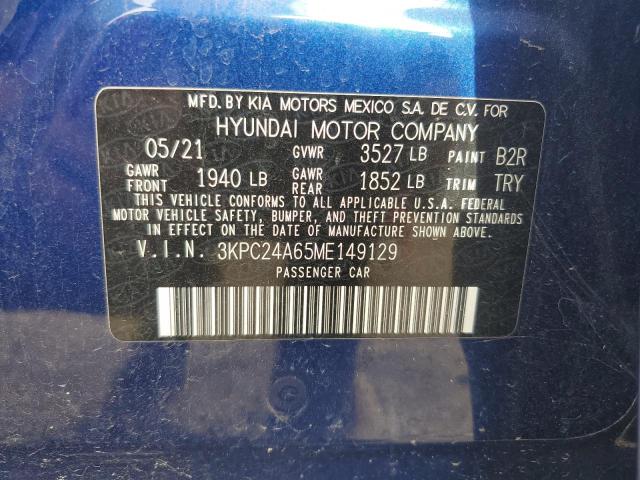 MFD. BY KIA MOTORS MEXICO S.A. DE C.V. FOR
HYUNDAI MOTOR COMPANY
05/21 GVWR 3527 LB PAINT B2R
GAWR FRONT 1940 LB GAWR REAR 1852 LB TRIM TRY
THIS VEHICLE CONFORMS TO ALL APPLICABLE U.S.A. FEDERAL
MOTOR VEHICLE SAFETY, BUMPER, AND THEFT PREVENTION STANDARDS
IN EFFECT ON THE DATE OF MANUFACTURE SHOWN ABOVE.
V.I.N. 3KPC24A65ME149129
PASSENGER CAR